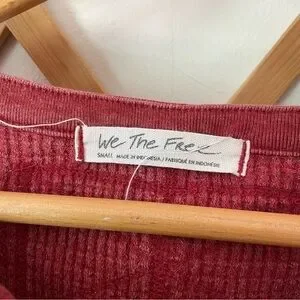 We The Free
SMALL MADE IN INDONESIA / FABRIQUÉ EN INDONÉSIE